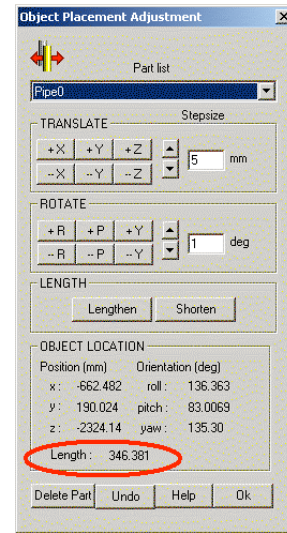 Object Placement Adjustment X
Part list
Pipe0
TRANSLATE Stepsize
+X +Y +Z 5 mm
--X --Y --Z
ROTATE
+R +P +Y 1 deg
--R --P --Y
LENGTH
Lengthen Shorten
OBJECT LOCATION
Position (mm) Orientation (deg)
x: -662.482 roll: 136.363
y: 190.024 pitch: 83.0069
z: -2324.14 yaw: 135.30
Length: 346.381
Delete Part Undo Help Ok